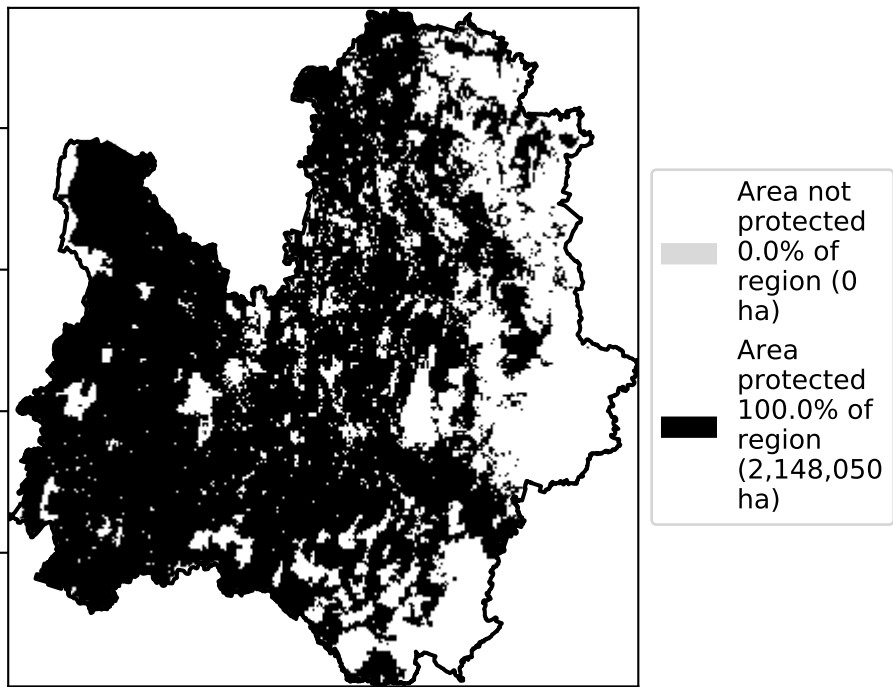 Area not
protected
0.0% of
region (0
ha)
Area
protected
100.0% of
region
(2,148,050
ha)